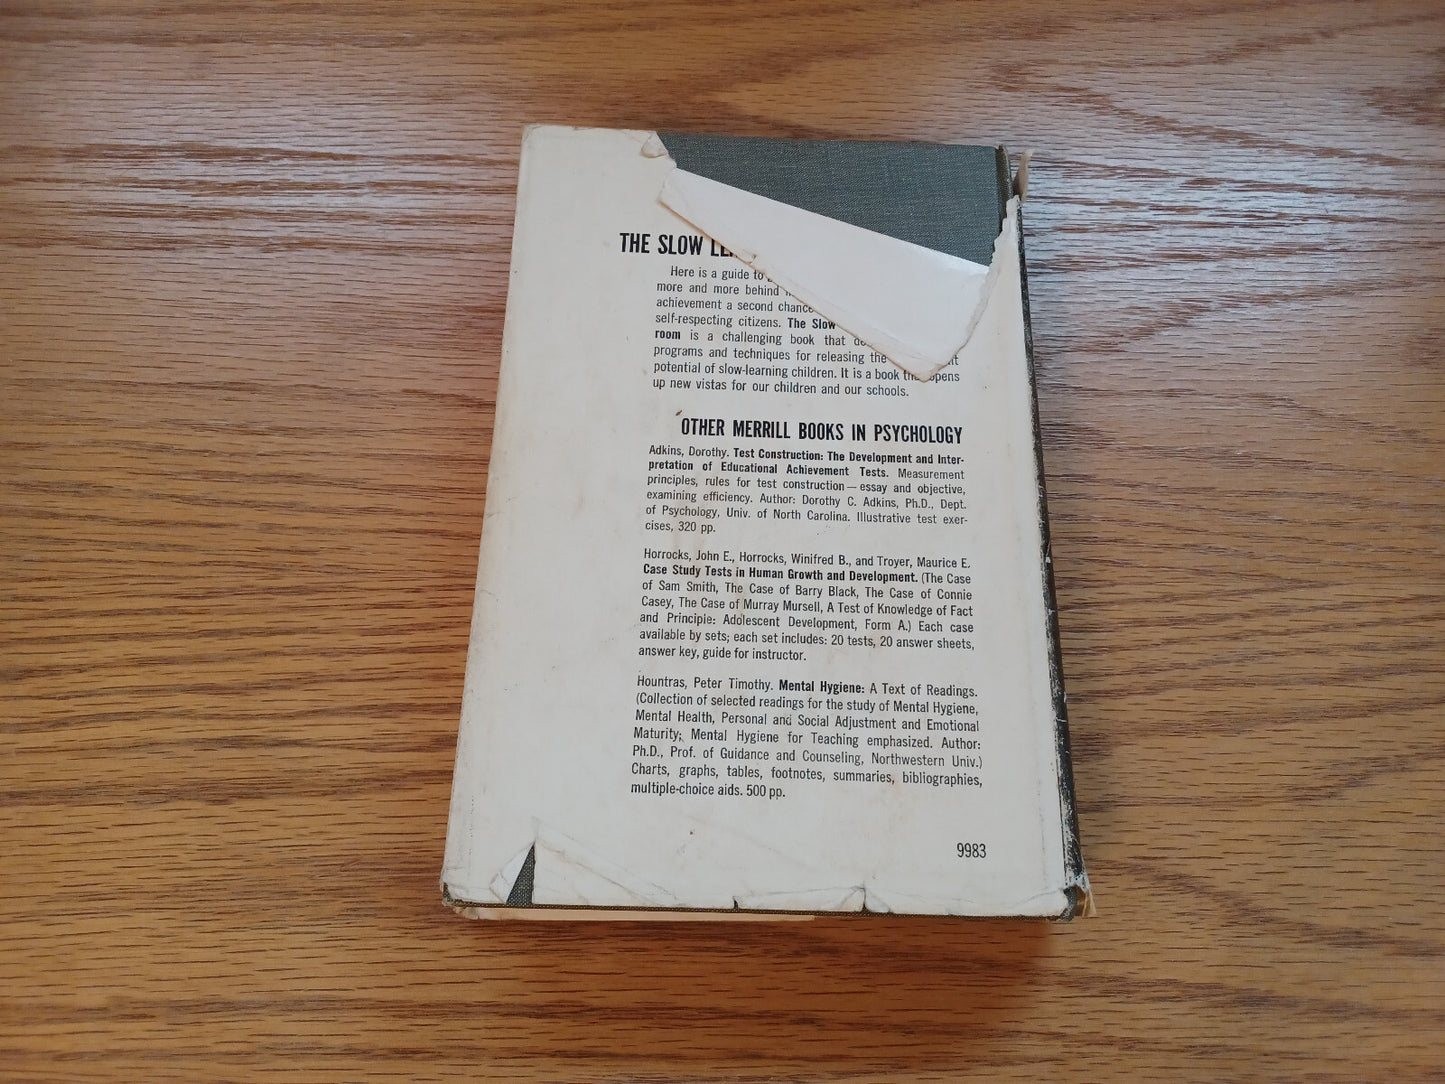 THE SLOW
Here is a guide to
more and more behind
achievement a second chance
self-respecting citizens. The Slow
room is a challenging book that
programs and techniques for releasing the
potential of slow-learning children. It is a book
up new vistas for our children and our schools.
OTHER MERRILL BOOKS IN PSYCHOLOGY
Adkins, Dorothy. Test Construction: The Development and Inter-
pretation of Educational Achievement Tests. Measurement
principles, rules for test construction — essay and objective,
examining efficiency. Author: Dorothy C. Adkins, Ph.D., Dept.
of Psychology, Univ. of North Carolina. Illustrative test exer-
cises, 320 pp.
Horrocks, John E., Horrocks, Winifred B., and Troyer, Maurice E.
Case Study Tests in Human Growth and Development. (The Case
of Sam Smith, The Case of Barry Black, The Case of Connie
Casey, The Case of Murray Mursell, A Test of Knowledge of Fact
and Principie: Adolescent Development, Form A.) Each case
available by sets; each set includes: 20 tests, 20 answer sheets,
answer key, guide for instructor.
Hountras, Peter Timothy. Mental Hygiene: A Text of Readings.
(Collection of selected readings for the study of Mental Hygiene,
Mental Health, Personal and Social Adjustment and Emotional
Maturity; Mental Hygiene for Teaching emphasized. Author:
Ph.D., Prof. of Guidance and Counseling, Northwestern Univ.)
Charts, graphs, tables, footnotes, summaries, bibliographies,
multiple-choice aids. 500 pp.
9983